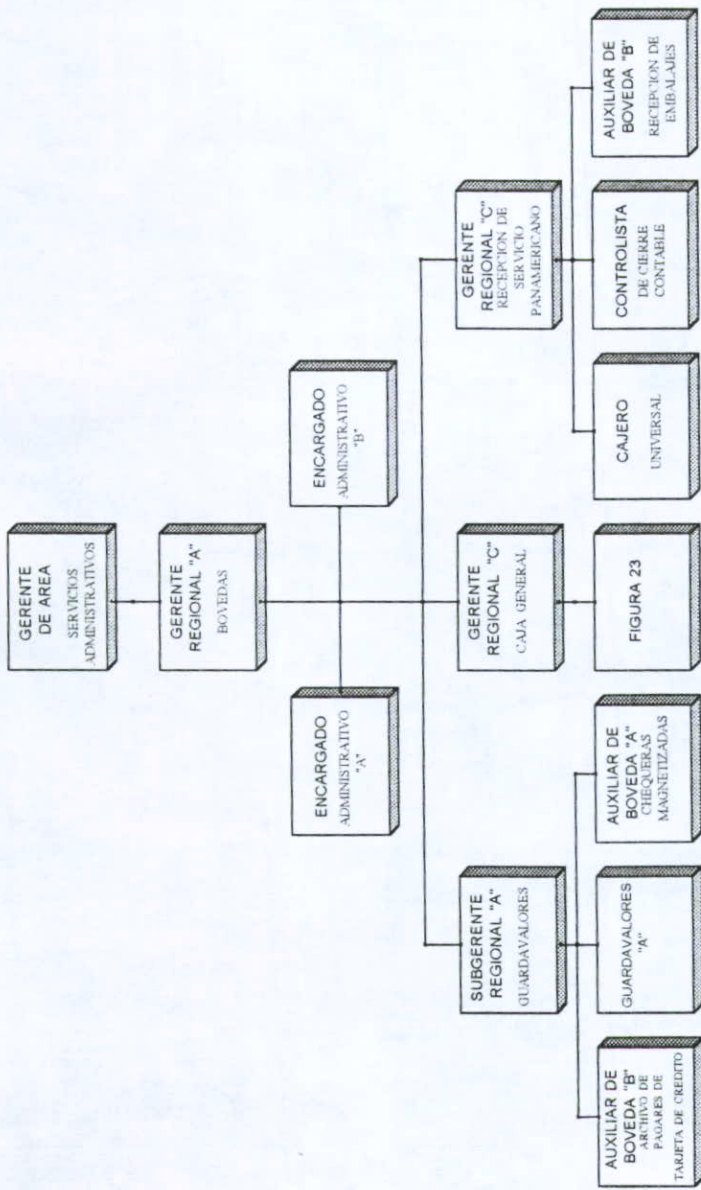 GERENTE
DE AREA
SERVICIOS
ADMINISTRATIVOS
GERENTE
REGIONAL "A"
BOVEDAS
ENCARGADO
ADMINISTRATIVO
"A"
ENCARGADO
ADMINISTRATIVO
"B"
SUBGERENTE
REGIONAL "A"
GUARDAVALORES
GERENTE
REGIONAL "C"
CAJA GENERAL
GERENTE
REGIONAL "C"
RECEPCION DE
SERVICIO
PANAMERICANO
AUXILIAR DE
BOVEDA "B"
ARCHIVO DE
PAGARES DE
TARJETA DE CREDITO
GUARDAVALORES
"A"
AUXILIAR DE
BOVEDA "A"
CHEQUERAS
MAGNETIZADAS
FIGURA 23
CAJERO
UNIVERSAL
CONTROLISTA
DE CIERRE
CONTABLE
AUXILIAR DE
BOVEDA "B"
RECEPCION DE
EMBALAJES